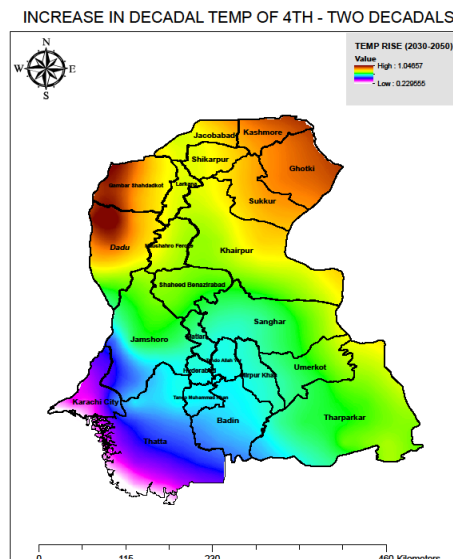 INCREASE IN DECADAL TEMP OF 4TH - TWO DECADALS
N
W E
S
TEMP RISE (2030-2050)
Value
High : 1.04657
Low : 0.229555
Jacobabad
Kashmore
Shikarpur
Ghotki
Shahdadkot
Larkana
Sukkur
Dadu
Khairpur
Shaheed Benazirabad
Sanghar
Jamshoro
Matiari
Hyderabad
Umerkot
Karachi City
Tharparkar
Badin
Thatta
0 115 230 460 Kilometers